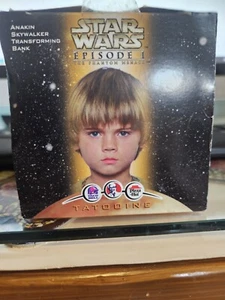 ANAKIN
SKYWALKER
TRANSFORMING
BANK
STAR
WARS
EPISODE I
THE PHANTOM MENACE
TATOOINE